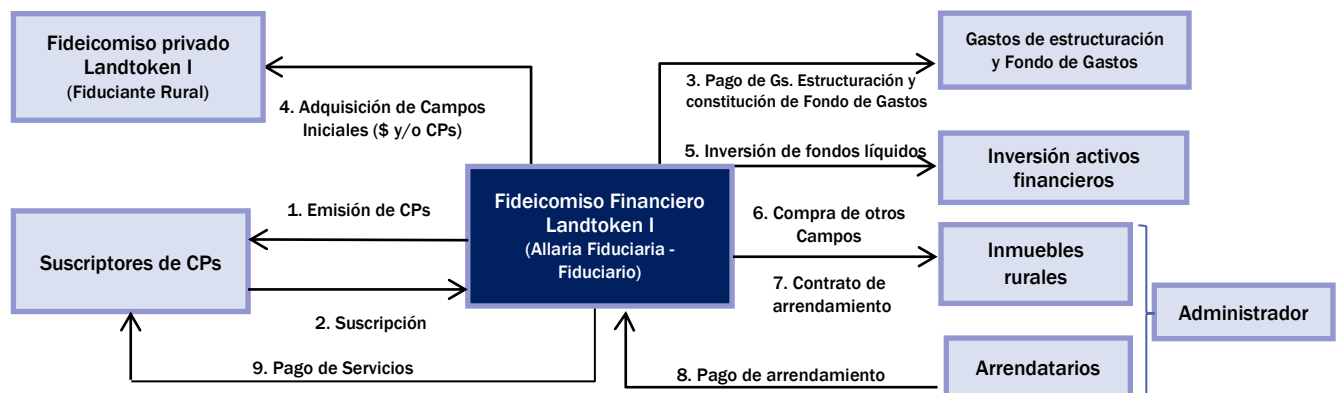 Fideicomiso privado
Landtoken I
(Fiduciante Rural)
4. Adquisición de Campos
Iniciales ($ y/o CPs)
3. Pago de Gs. Estructuración y
constitución de Fondo de Gastos
Gastos de estructuración
y Fondo de Gastos
5. Inversión de fondos líquidos
Inversión activos
financieros
Fideicomiso Financiero
Landtoken I
(Allaria Fiduciaria -
Fiduciario)
1. Emisión de CPs
Suscriptores de CPs
2. Suscripción
6. Compra de otros
Campos
7. Contrato de
arrendamiento
Inmuebles
rurales
Administrador
9. Pago de Servicios
8. Pago de arrendamiento
Arrendatarios